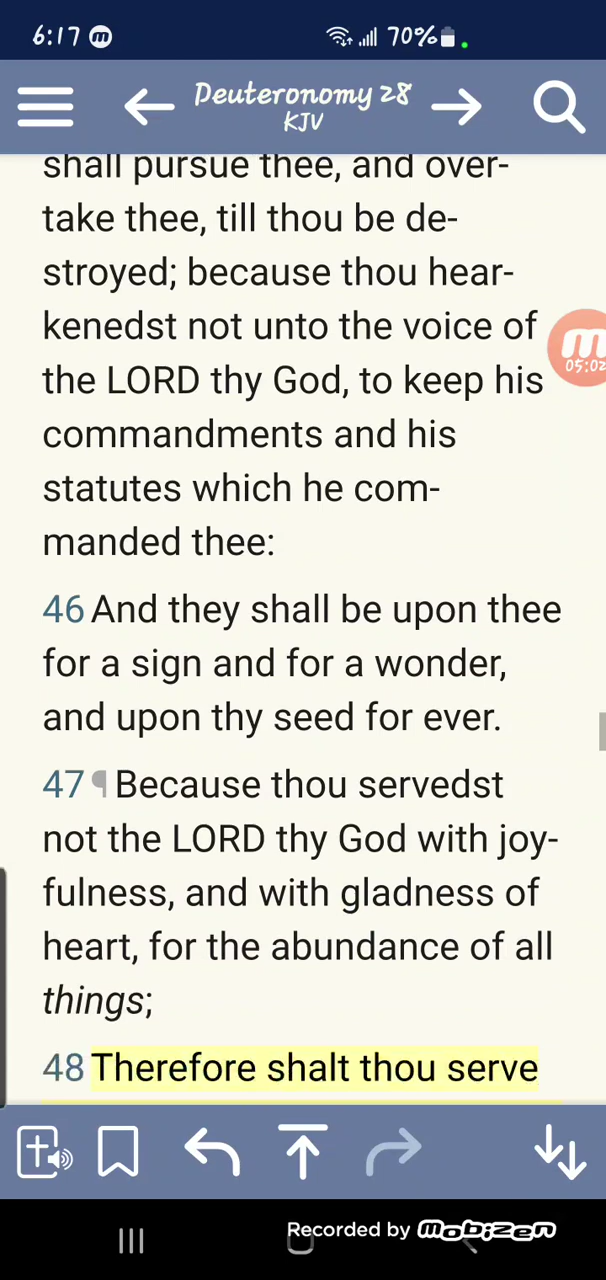 6:17 m 70%
Deuteronomy 28
KJV
shall pursue thee, and over-
take thee, till thou be de-
stroyed; because thou hear-
kenedst not unto the voice of
m
05:02
the LORD thy God, to keep his
commandments and his
statutes which he com-
manded thee:
46 And they shall be upon thee
for a sign and for a wonder,
and upon thy seed for ever.
47 ¶ Because thou servedst
not the LORD thy God with joy-
fulness, and with gladness of
heart, for the abundance of all
things;
48 Therefore shalt thou serve
Recorded by mobizen